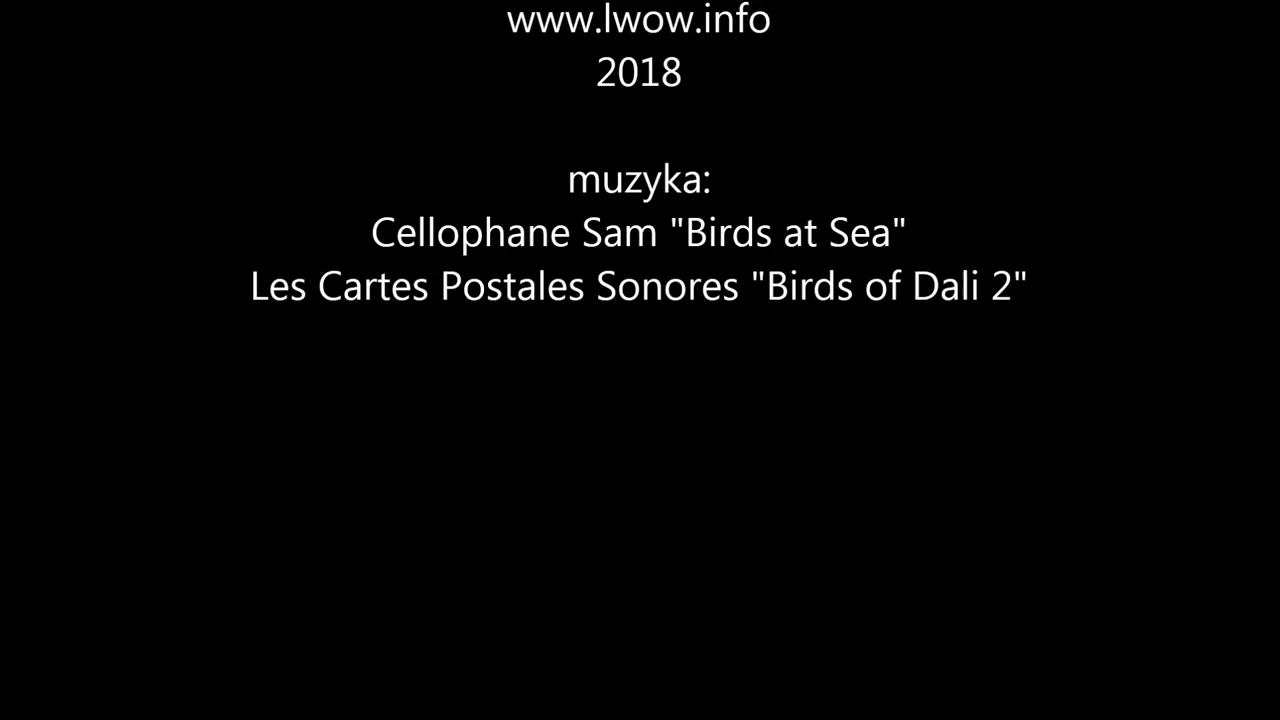 www.lwow.info
2018
muzyka:
Cellophane Sam "Birds at Sea"
Les Cartes Postales Sonores "Birds of Dali 2"